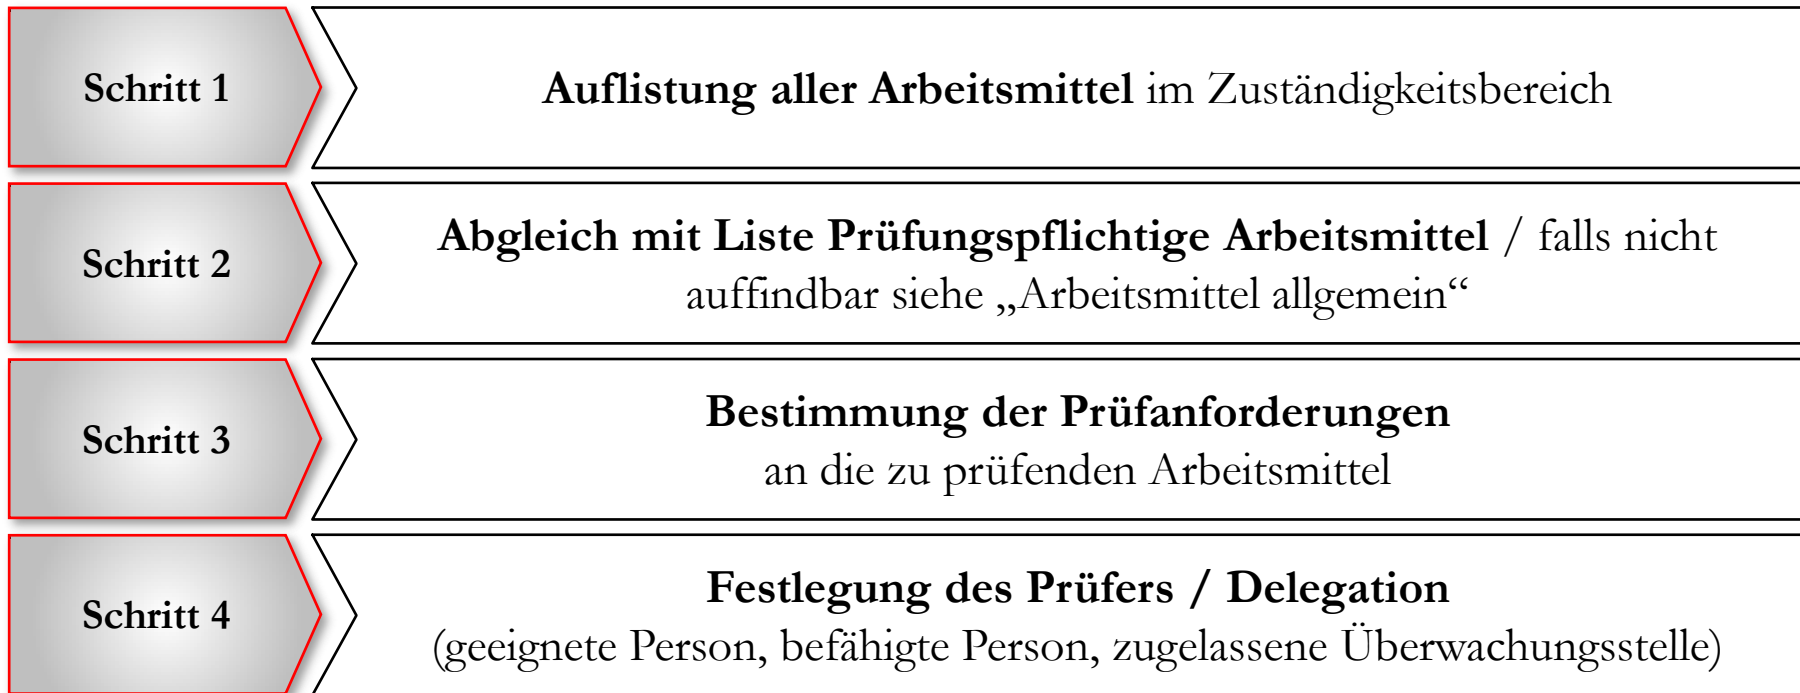 Schritt 1
Auflistung aller Arbeitsmittel im Zuständigkeitsbereich
Schritt 2
Abgleich mit Liste Prüfungspflichtige Arbeitsmittel / falls nicht
auffindbar siehe „Arbeitsmittel allgemein“
Schritt 3
Bestimmung der Prüfanforderungen
an die zu prüfenden Arbeitsmittel
Schritt 4
Festlegung des Prüfers / Delegation
(geeignete Person, befähigte Person, zugelassene Überwachungsstelle)